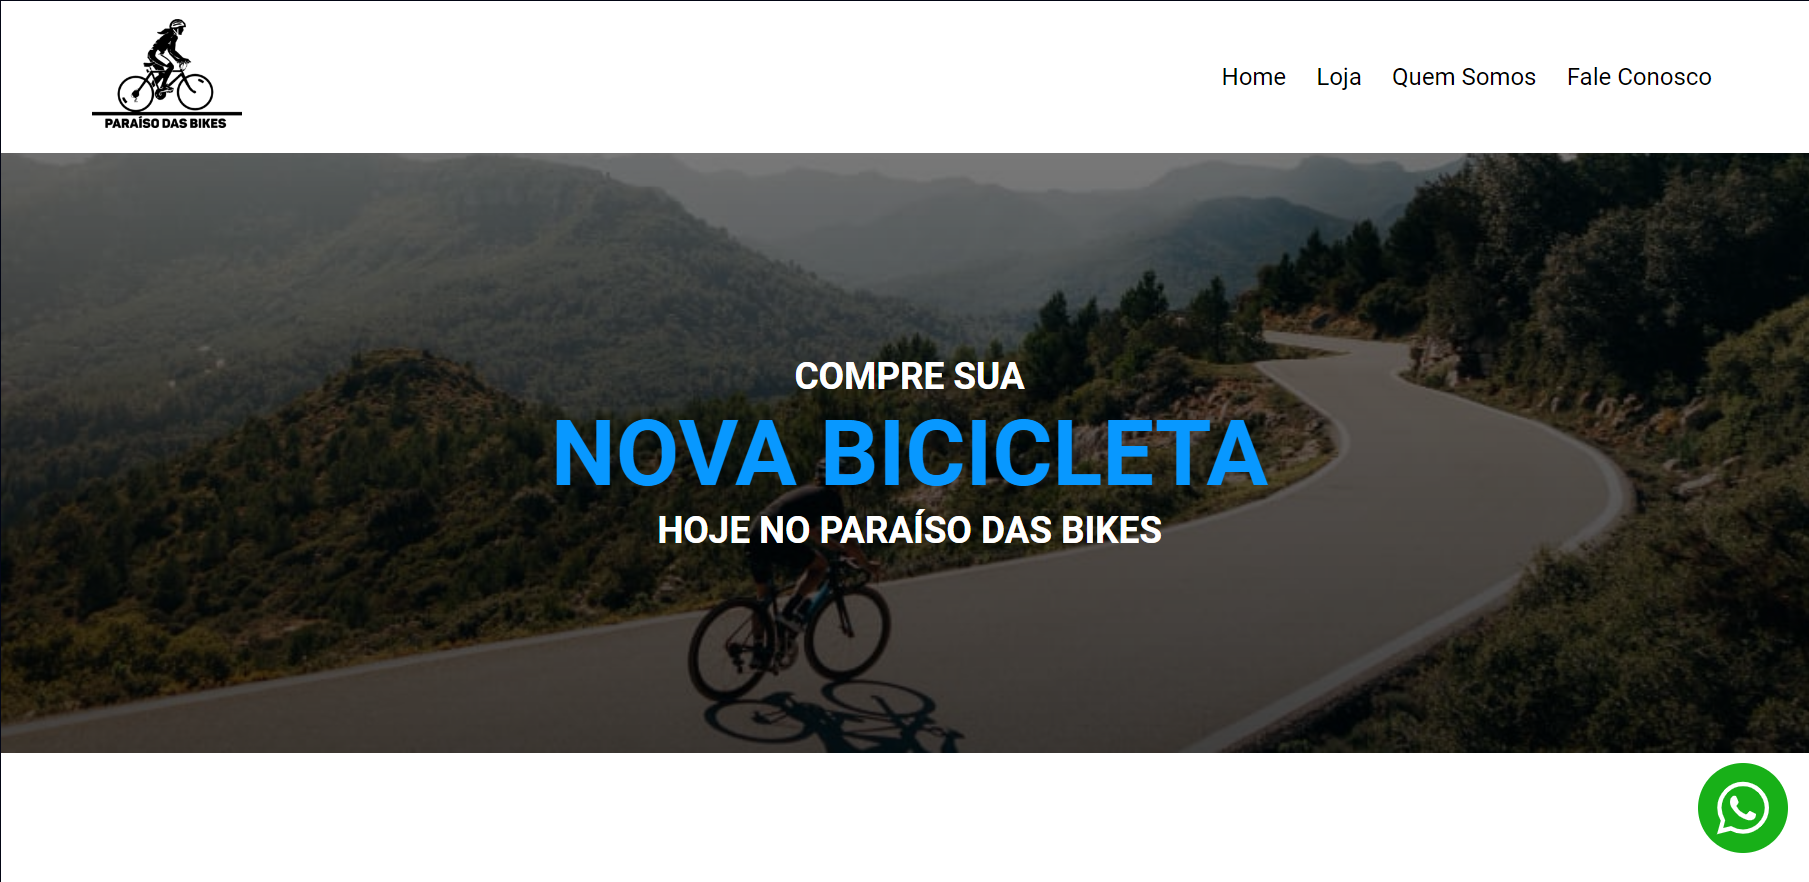 PARAÍSO DAS BIKES
Home Loja Quem Somos Fale Conosco
COMPRE SUA
NOVA BICICLETA
HOJE NO PARAÍSO DAS BIKES